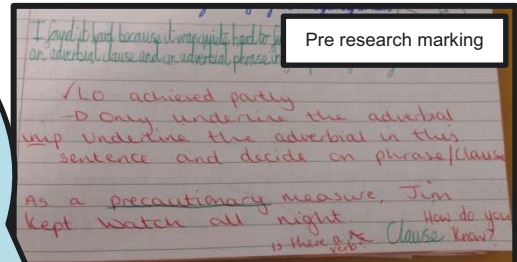 Pre research marking
I found it hard because it was quite hard to
an adverbial clause and an adverbial phrase in
✓LO achieved partly
→ Only underline the adverbial
wup Underline the adverbial in this
sentence and decide on phrase/clause
As a precautionary measure, Jim
kept watch all night. How do you
is there a verb? Clause know?